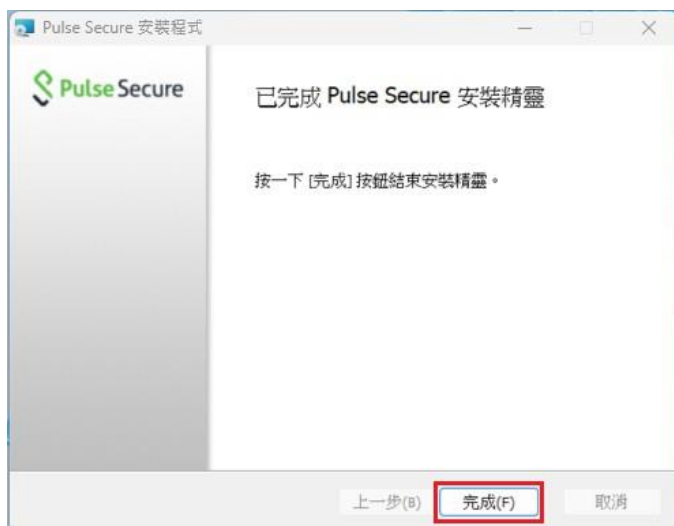 Pulse Secure 安裝程式
Pulse Secure
已完成 Pulse Secure 安裝精靈
按一下 [完成] 按鈕結束安裝精靈。
上一步(B) 完成(F) 取消